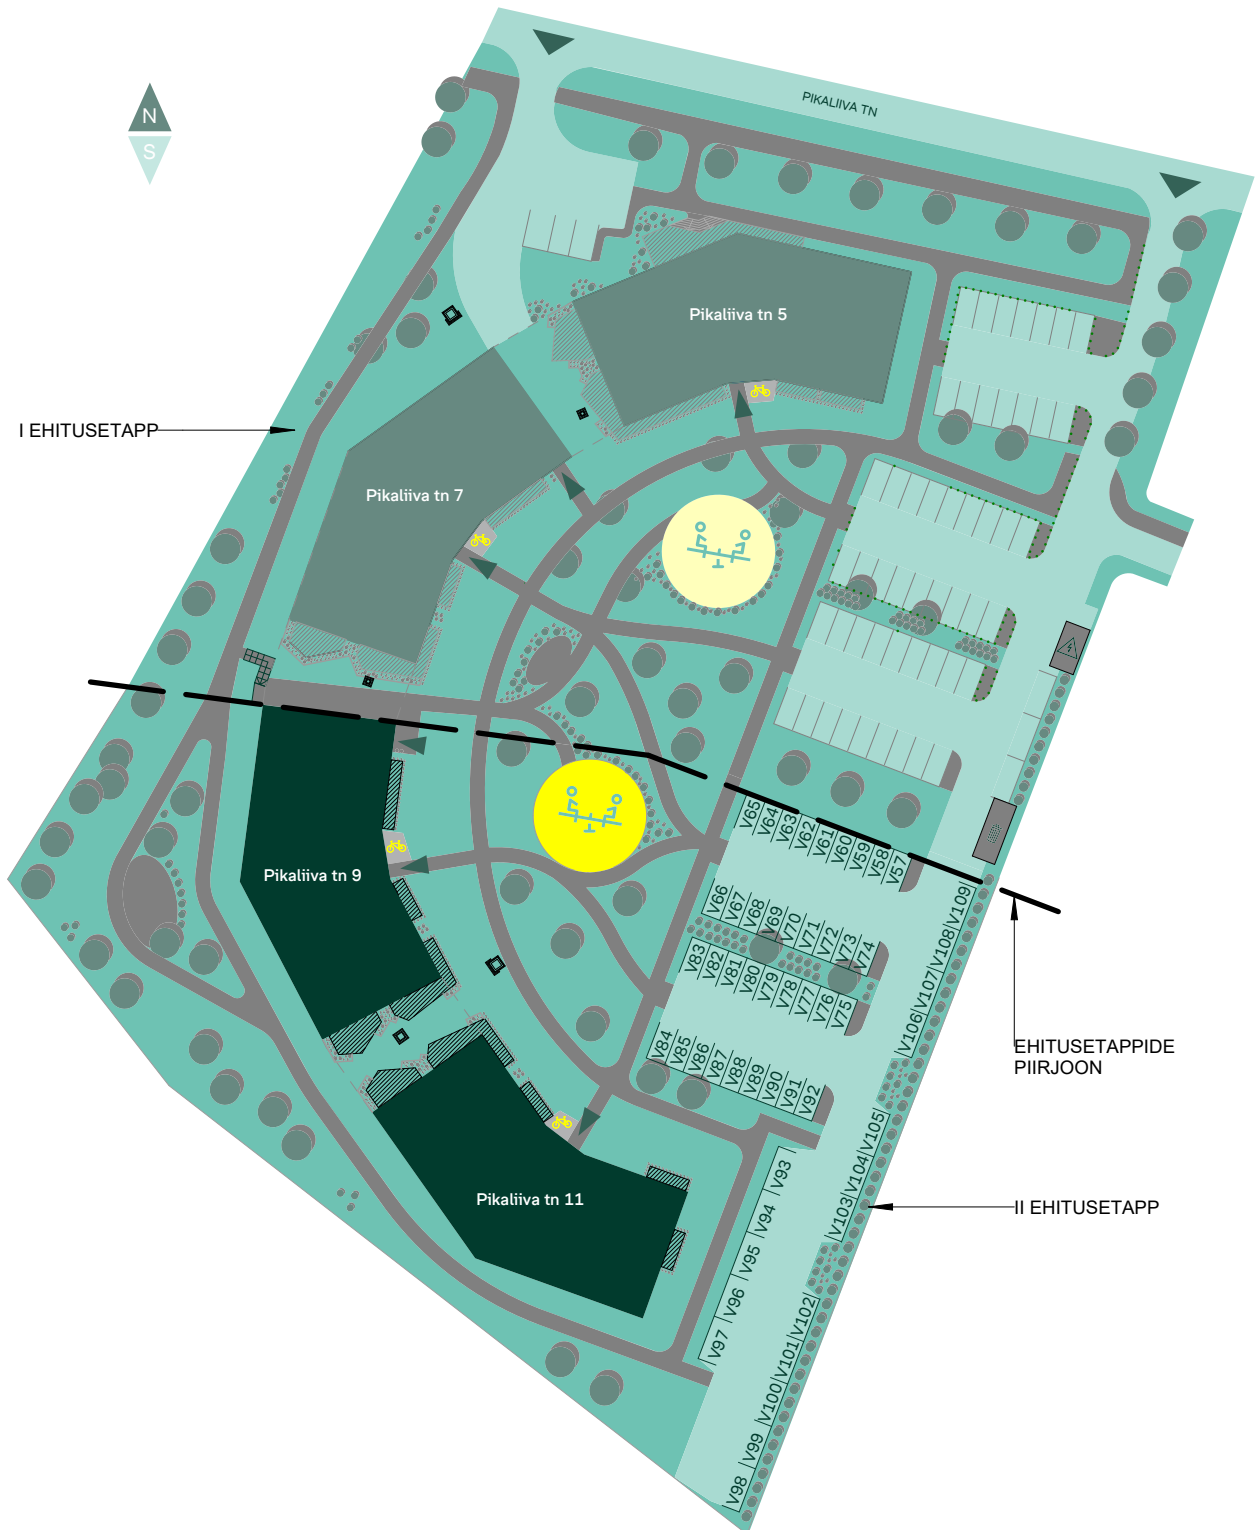 PIKALIIVA TN
N
S
Pikaliiva tn 5
I EHITUSETAPP
Pikaliiva tn 7
V65
V64
V63
V62
V61
V60
V59
V58
V57
Pikaliiva tn 9
V66
V67
V68
V69
V70
V71
V72
V73
V74
V109
V108
V107
V106
V83
V82
V81
V80
V79
V78
V77
V76
V75
EHITUSETAPPIDE
PIIRJOON
V84
V85
V86
V87
V88
V89
V90
V91
V92
V105
V104
V103
V93
V94
V95
V96
V97
Pikaliiva tn 11
II EHITUSETAPP
V102
V101
V100
V99
V98